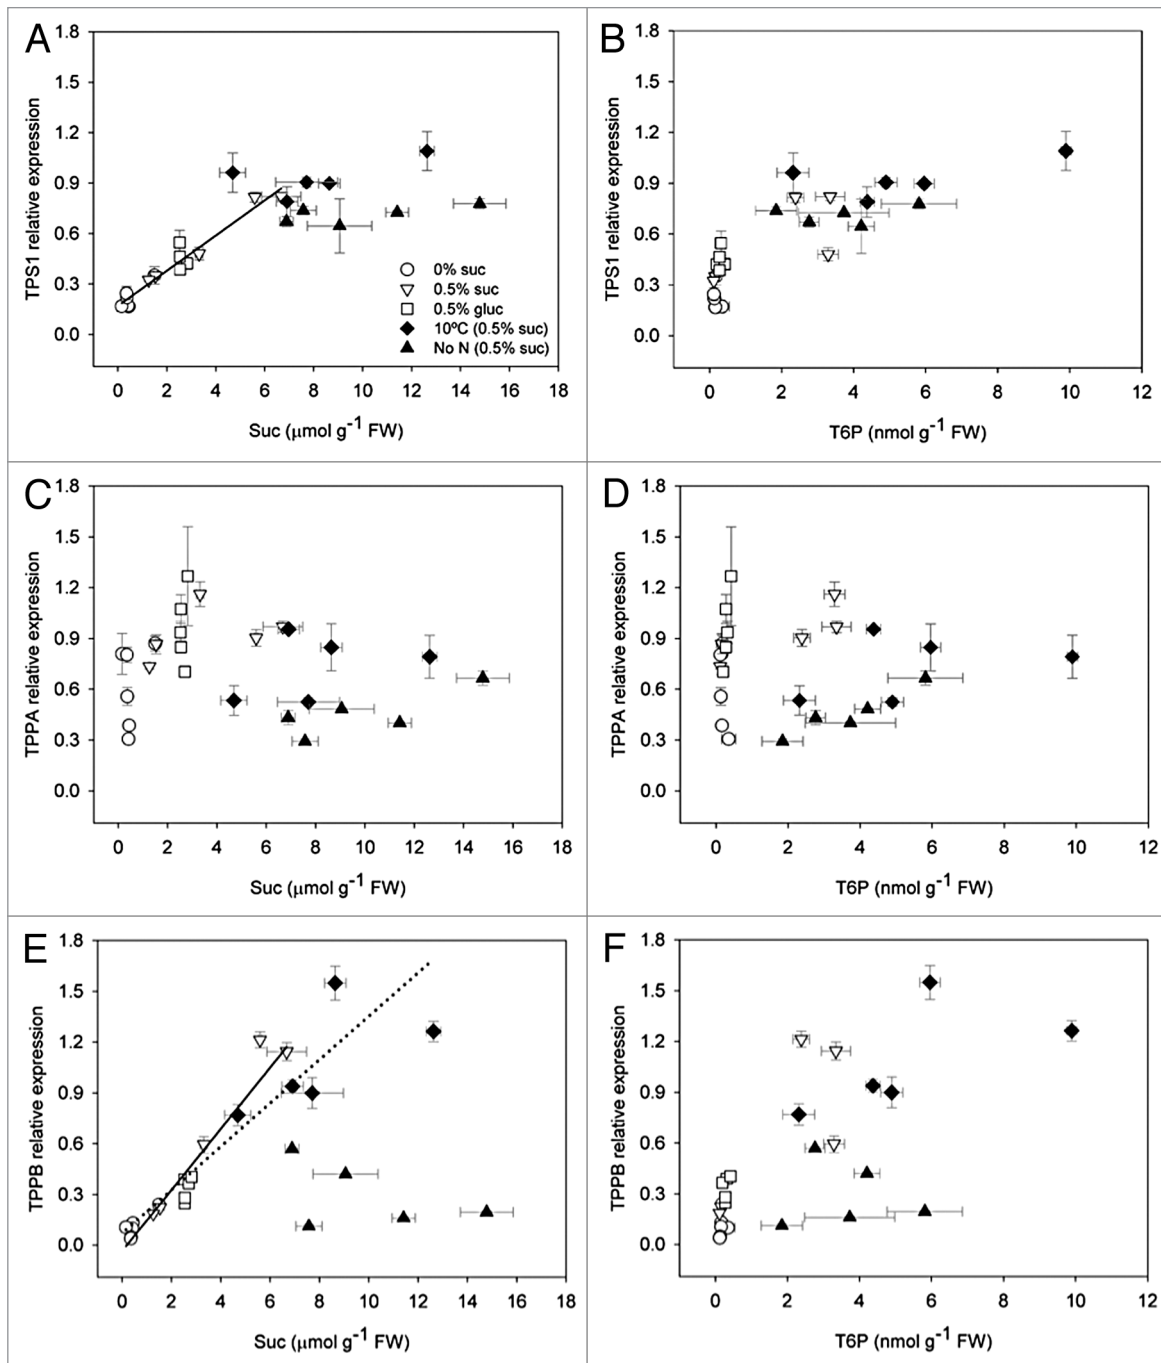 A
1.8
1.5
1.2
0.9
0.6
0.3
0.0
TPS1 relative expression
0% suc
0.5% suc
0.5% gluc
10ºC (0.5% suc)
No N (0.5% suc)
0 2 4 6 8 10 12 14 16 18
Suc (μmol g-1 FW)
B
1.8
1.5
1.2
0.9
0.6
0.3
0.0
TPS1 relative expression
0 2 4 6 8 10 12
T6P (nmol g-1 FW)
C
1.8
1.5
1.2
0.9
0.6
0.3
0.0
TPPA relative expression
0 2 4 6 8 10 12 14 16 18
Suc (μmol g-1 FW)
D
1.8
1.5
1.2
0.9
0.6
0.3
0.0
TPPA relative expression
0 2 4 6 8 10 12
T6P (nmol g-1 FW)
E
1.8
1.5
1.2
0.9
0.6
0.3
0.0
TPPB relative expression
0 2 4 6 8 10 12 14 16 18
Suc (μmol g-1 FW)
F
1.8
1.5
1.2
0.9
0.6
0.3
0.0
TPPB relative expression
0 2 4 6 8 10 12
T6P (nmol g-1 FW)